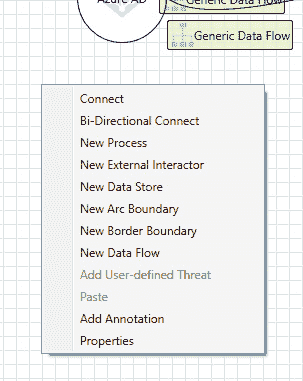 Azure AD
Generic Data Flow
Generic Data Flow
Connect
Bi-Directional Connect
New Process
New External Interactor
New Data Store
New Arc Boundary
New Border Boundary
New Data Flow
Add User-defined Threat
Paste
Add Annotation
Properties